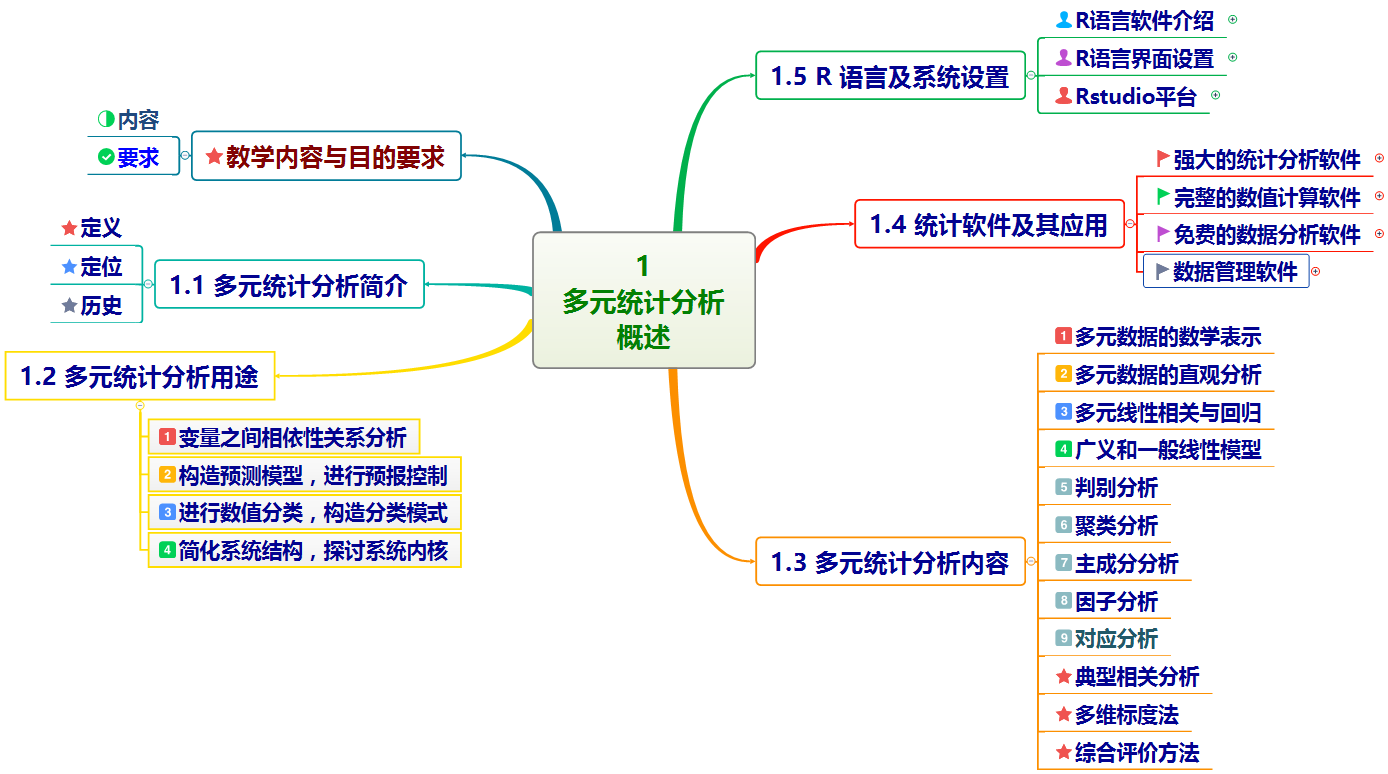 1
多元统计分析
概述
教学内容与目的要求
内容
要求
1.1 多元统计分析简介
定义
定位
历史
1.2 多元统计分析用途
1 变量之间相依性关系分析
2 构造预测模型，进行预报控制
3 进行数值分类，构造分类模式
4 简化系统结构，探讨系统内核
1.3 多元统计分析内容
1 多元数据的数学表示
2 多元数据的直观分析
3 多元线性相关与回归
4 广义和一般线性模型
5 判别分析
6 聚类分析
7 主成分分析
8 因子分析
9 对应分析
典型相关分析
多维标度法
综合评价方法
1.4 统计软件及其应用
强大的统计分析软件
完整的数值计算软件
免费的数据分析软件
数据管理软件
1.5 R 语言及系统设置
R语言软件介绍
R语言界面设置
Rstudio平台